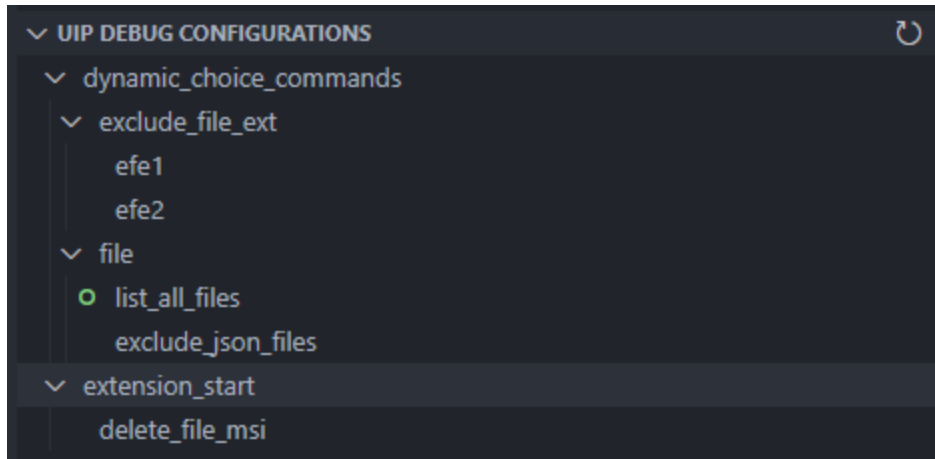 UIP DEBUG CONFIGURATIONS
dynamic_choice_commands
exclude_file_ext
efe1
efe2
file
list_all_files
exclude_json_files
extension_start
delete_file_msi